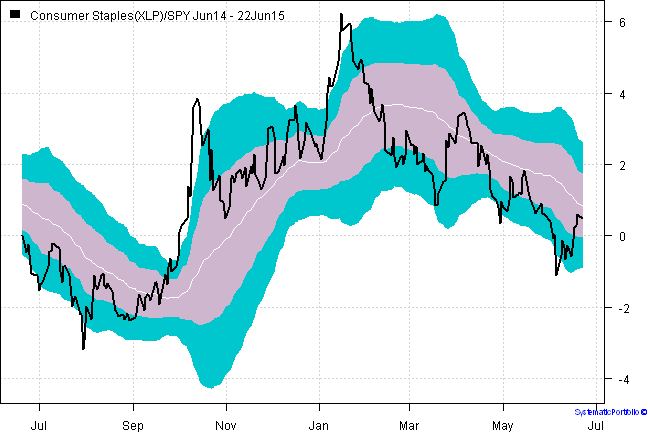 Consumer Staples(XLP)/SPY Jun14 - 22Jun15
6
4
2
0
-2
-4
Jul Sep Nov Jan Mar May Jul
SystematicPortfolio ©